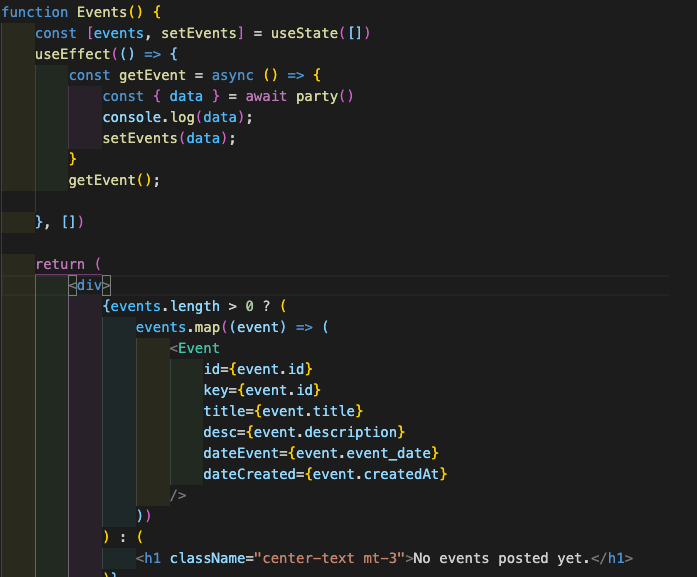 function Events() {
const [events, setEvents] = useState([])
useEffect(() => {
const getEvent = async () => {
const { data } = await party()
console.log(data);
setEvents(data);
}
getEvent();
}, [])
return (
<div>
{events.length > 0 ? (
events.map((event) => (
<Event
id={event.id}
key={event.id}
title={event.title}
desc={event.description}
dateEvent={event.event_date}
dateCreated={event.createdAt}
/>
))
) : (
<h1 className="center-text mt-3">No events posted yet.</h1>
)}